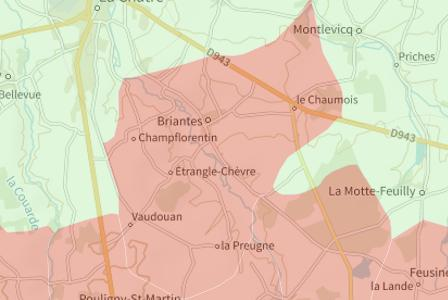 La Châtre
Montlevicq
D943
Priches
Bellevue
le Chaumois
Briantes
Champflorentin
D943
Étrangle-Chèvre
la Couarde
La Motte-Feuilly
Vaudouan
la Preugne
Feusine
la Lande
Pouligny-St-Martin